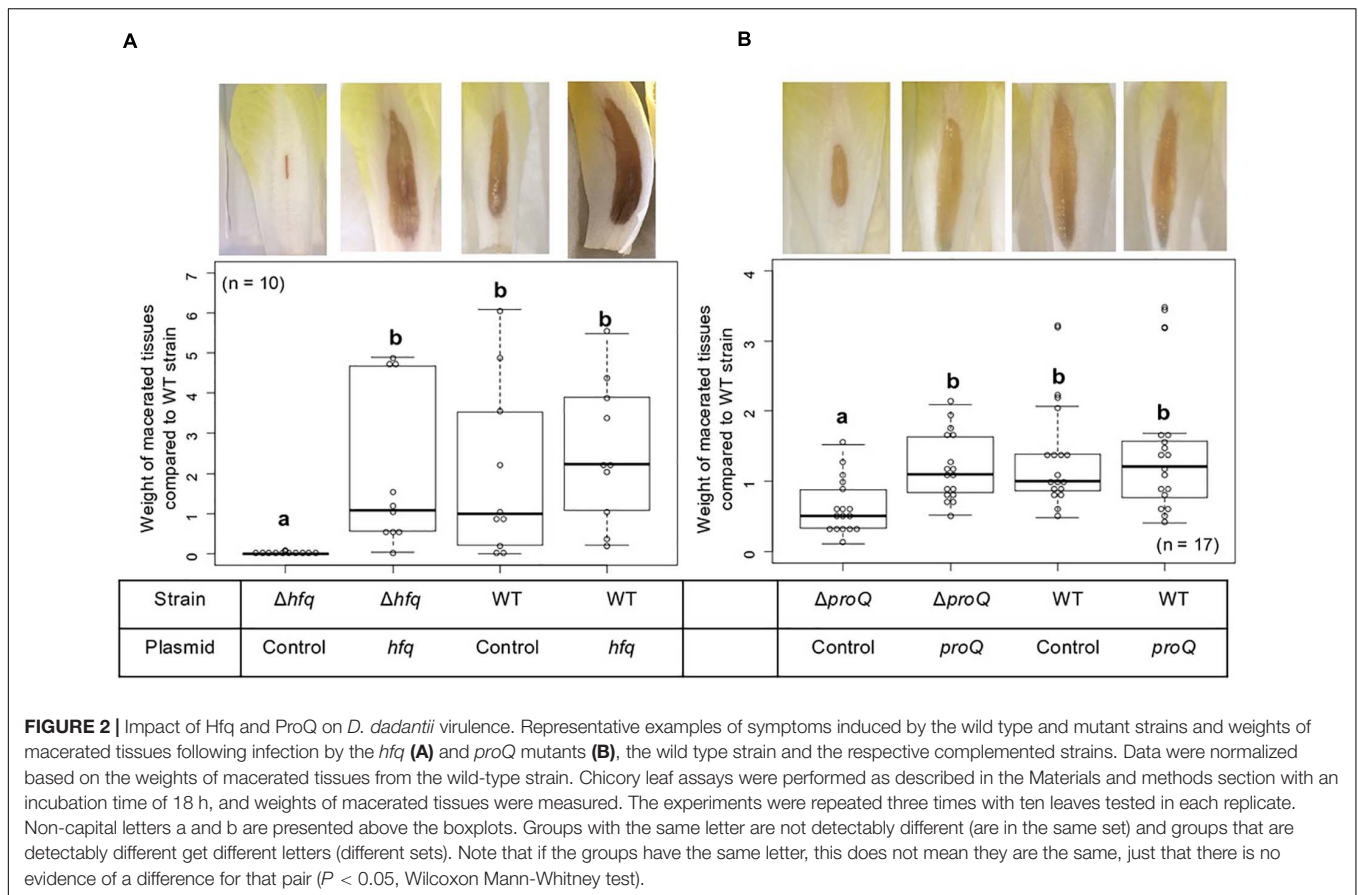 A
B
Weight of macerated tissues
compared to WT strain
7
6
5
4
3
2
1
0
(n = 10)
a
b
b
b
Weight of macerated tissues
compared to WT strain
4
3
2
1
0
a
b
b
b
(n = 17)
Strain Δhfq Δhfq WT WT ΔproQ ΔproQ WT WT
Plasmid Control hfq Control hfq Control proQ Control proQ
FIGURE 2 | Impact of Hfq and ProQ on D. dadantii virulence. Representative examples of symptoms induced by the wild type and mutant strains and weights of
macerated tissues following infection by the hfq (A) and proQ mutants (B), the wild type strain and the respective complemented strains. Data were normalized
based on the weights of macerated tissues from the wild-type strain. Chicory leaf assays were performed as described in the Materials and methods section with an
incubation time of 18 h, and weights of macerated tissues were measured. The experiments were repeated three times with ten leaves tested in each replicate.
Non-capital letters a and b are presented above the boxplots. Groups with the same letter are not detectably different (are in the same set) and groups that are
detectably different get different letters (different sets). Note that if the groups have the same letter, this does not mean they are the same, just that there is no
evidence of a difference for that pair (P < 0.05, Wilcoxon Mann-Whitney test).